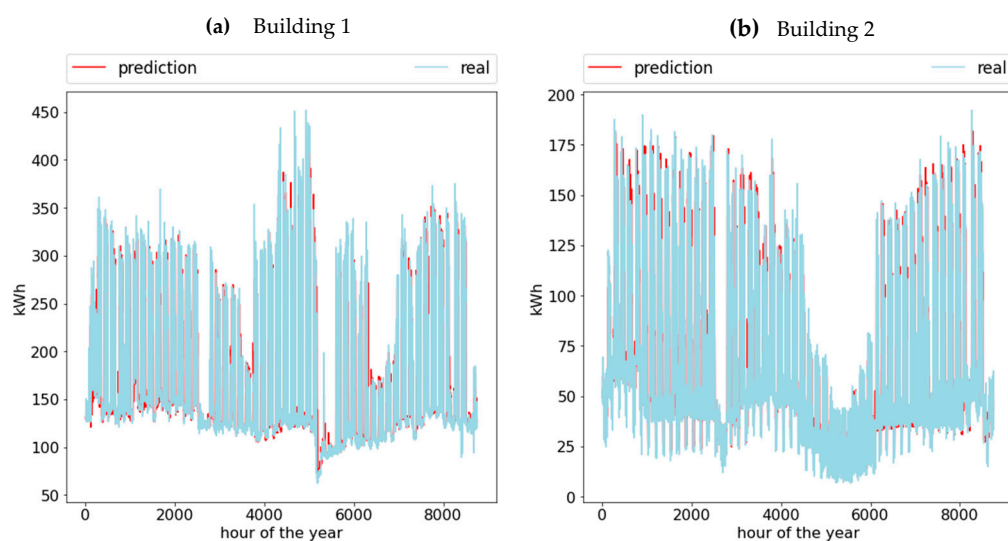 (a) Building 1
prediction real
450
400
350
300
250
200
150
100
50
kWh
0 2000 4000 6000 8000
hour of the year
(b) Building 2
prediction real
200
175
150
125
100
75
50
25
0
kWh
0 2000 4000 6000 8000
hour of the year